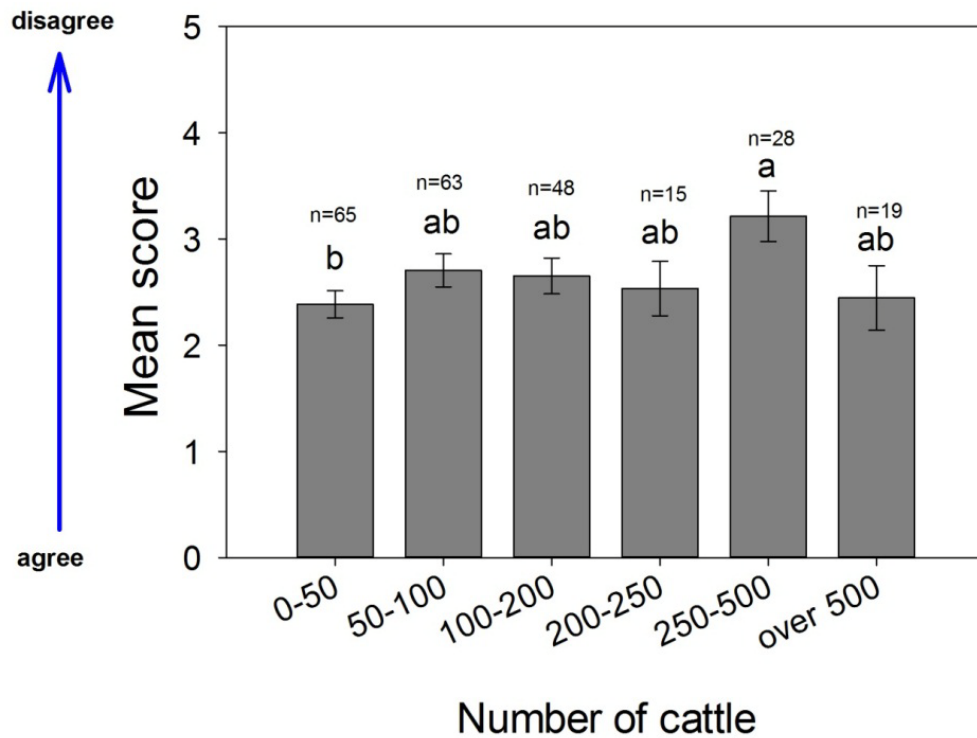 disagree
agree
Mean score
5
4
3
2
1
0
n=65
b
n=63
ab
n=48
ab
n=15
ab
n=28
a
n=19
ab
0-50
50-100
100-200
200-250
250-500
over 500
Number of cattle